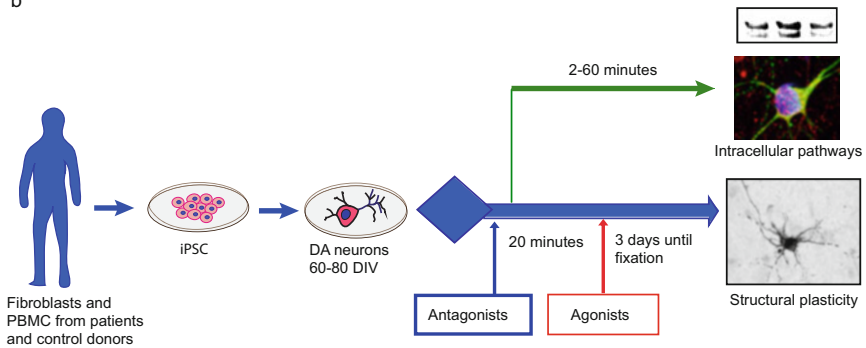 b
2-60 minutes
Intracellular pathways
iPSC
DA neurons
60-80 DIV
20 minutes
3 days until
fixation
Antagonists
Agonists
Structural plasticity
Fibroblasts and
PBMC from patients
and control donors